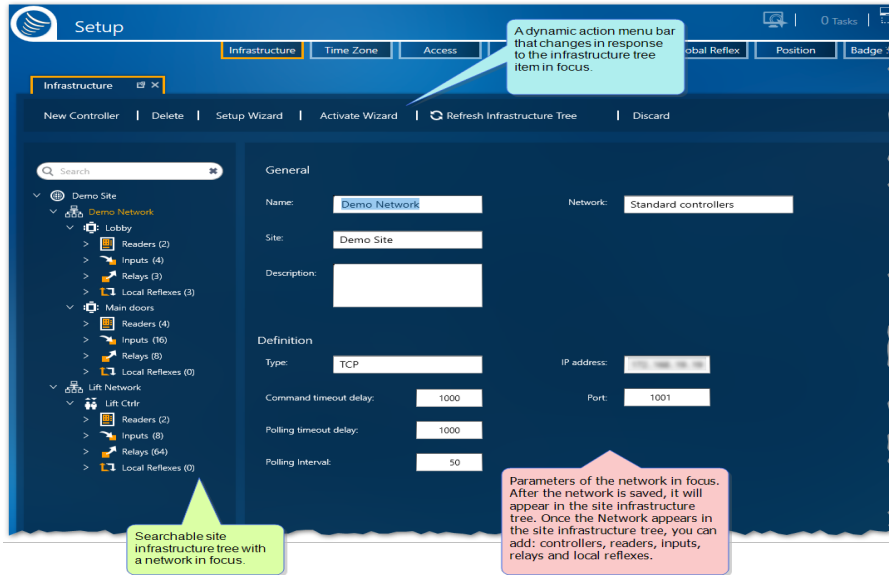 Setup
0 Tasks
Infrastructure
Time Zone
Access
obal Reflex
Position
Badge
A dynamic action menu bar
that changes in response
to the infrastructure tree
item in focus.
Infrastructure
New Controller | Delete | Setup Wizard | Activate Wizard | Refresh Infrastructure Tree | Discard
Search
Demo Site
Demo Network
Lobby
Readers (2)
Inputs (4)
Relays (3)
Local Reflexes (3)
Main doors
Readers (4)
Inputs (16)
Relays (8)
Local Reflexes (0)
Lift Network
Lift Ctrlr
Readers (2)
Inputs (8)
Relays (64)
Local Reflexes (0)
General
Name: Demo Network
Network: Standard controllers
Site: Demo Site
Description:
Definition
Type: TCP
IP address:
Command timeout delay: 1000
Port: 1001
Polling timeout delay: 1000
Polling Interval: 50
Searchable site
infrastructure tree with
a network in focus.
Parameters of the network in focus.
After the network is saved, it will
appear in the site infrastructure
tree. Once the Network appears in
the site infrastructure tree, you can
add: controllers, readers, inputs,
relays and local reflexes.